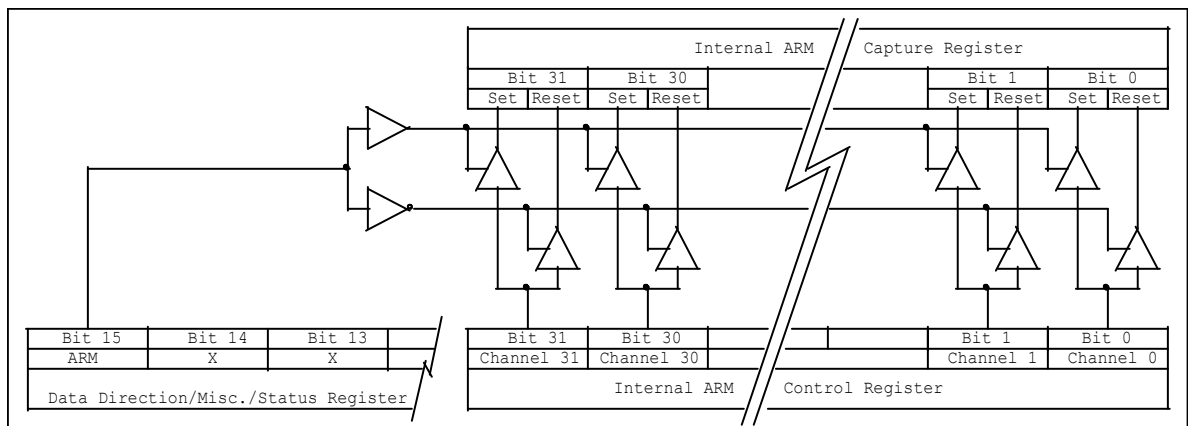 Internal ARM Capture Register
Bit 31 Bit 30 Bit 1 Bit 0
Set Reset Set Reset Set Reset Set Reset
Bit 15 Bit 14 Bit 13 Bit 31 Bit 30 Bit 1 Bit 0
ARM X X Channel 31 Channel 30 Channel 1 Channel 0
Internal ARM Control Register
Data Direction/Misc./Status Register